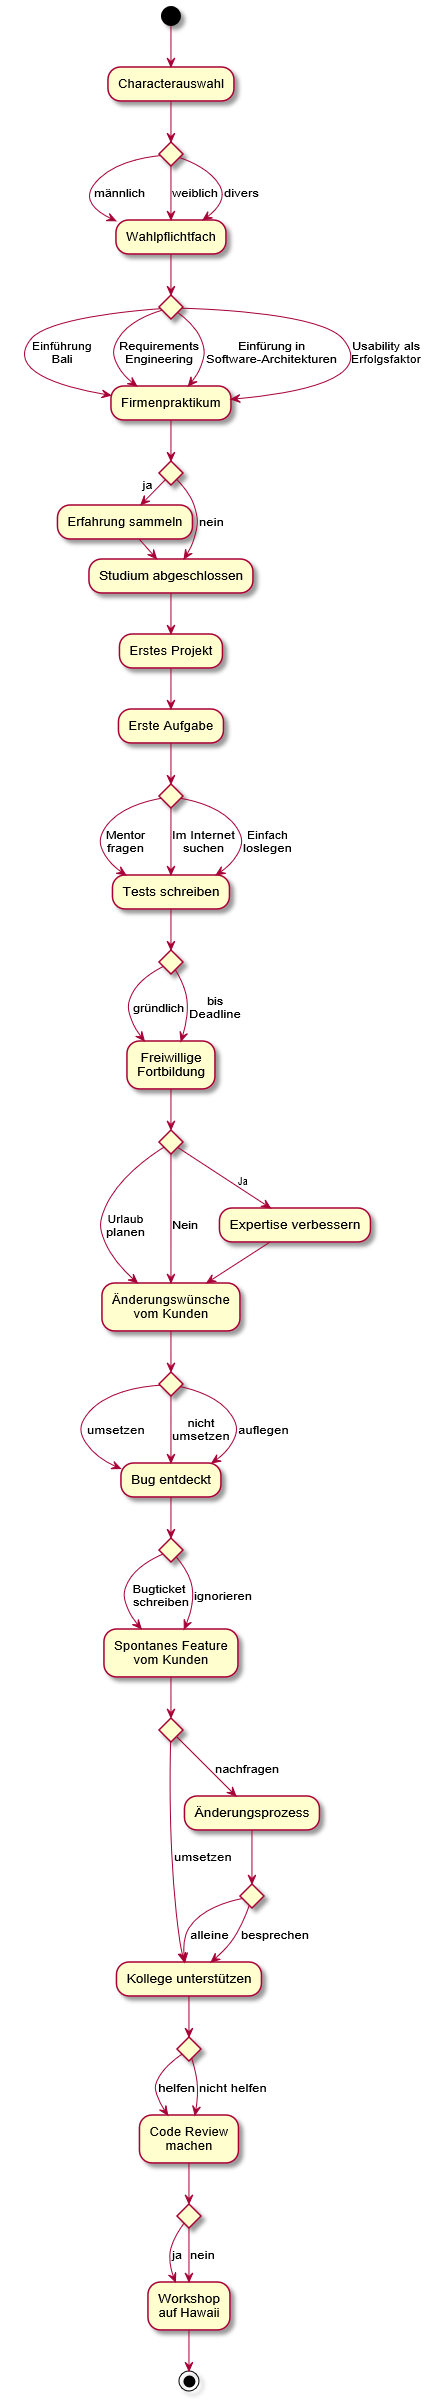 Characterauswahl
männlich
weiblich
divers
Wahlpflichtfach
Einführung
Bali
Requirements
Engineering
Einfürung in
Software-Architekturen
Usability als
Erfolgsfaktor
Firmenpraktikum
ja
nein
Erfahrung sammeln
Studium abgeschlossen
Erstes Projekt
Erste Aufgabe
Mentor
fragen
Im Internet
suchen
Einfach
loslegen
Tests schreiben
gründlich
bis
Deadline
Freiwillige
Fortbildung
Urlaub
planen
Nein
Ja
Expertise verbessern
Änderungswünsche
vom Kunden
umsetzen
nicht
umsetzen
auflegen
Bug entdeckt
Bugticket
schreiben
ignorieren
Spontanes Feature
vom Kunden
nachfragen
Änderungsprozess
umsetzen
alleine
besprechen
Kollege unterstützen
helfen
nicht helfen
Code Review
machen
ja
nein
Workshop
auf Hawaii